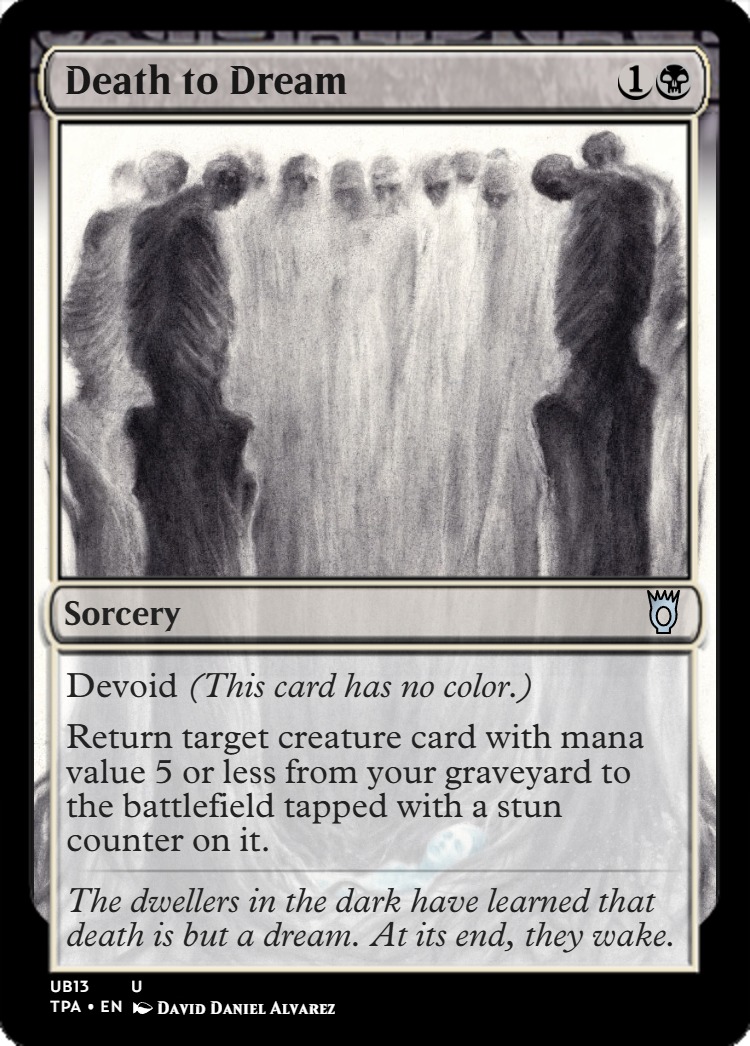 Death to Dream
1
Sorcery
Devoid (This card has no color.)
Return target creature card with mana
value 5 or less from your graveyard to
the battlefield tapped with a stun
counter on it.
The dwellers in the dark have learned that
death is but a dream. At its end, they wake.
UB13 U
TPA • EN David Daniel Alvarez